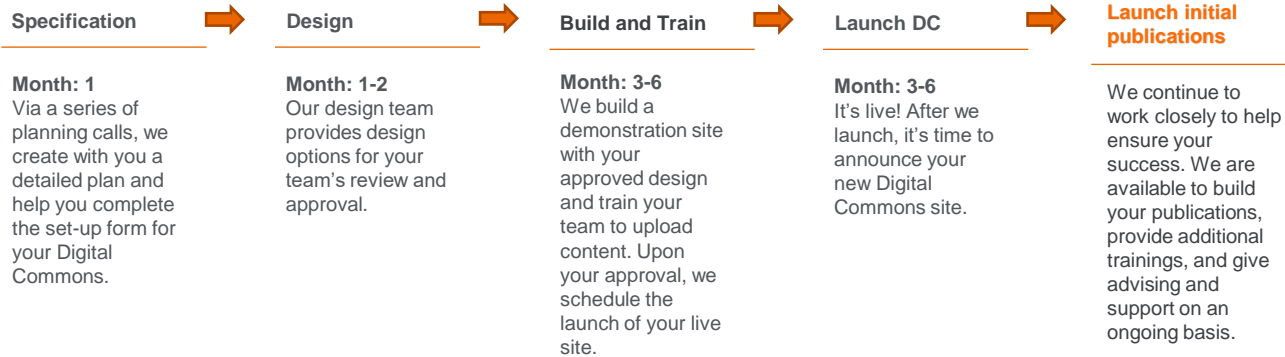 Specification
Month: 1
Via a series of
planning calls, we
create with you a
detailed plan and
help you complete
the set-up form for
your Digital
Commons.
Design
Month: 1-2
Our design team
provides design
options for your
team’s review and
approval.
Build and Train
Month: 3-6
We build a
demonstration site
with your
approved design
and train your
team to upload
content. Upon
your approval, we
schedule the
launch of your live
site.
Launch DC
Month: 3-6
It’s live! After we
launch, it’s time to
announce your
new Digital
Commons site.
Launch initial
publications
We continue to
work closely to help
ensure your
success. We are
available to build
your publications,
provide additional
trainings, and give
advising and
support on an
ongoing basis.